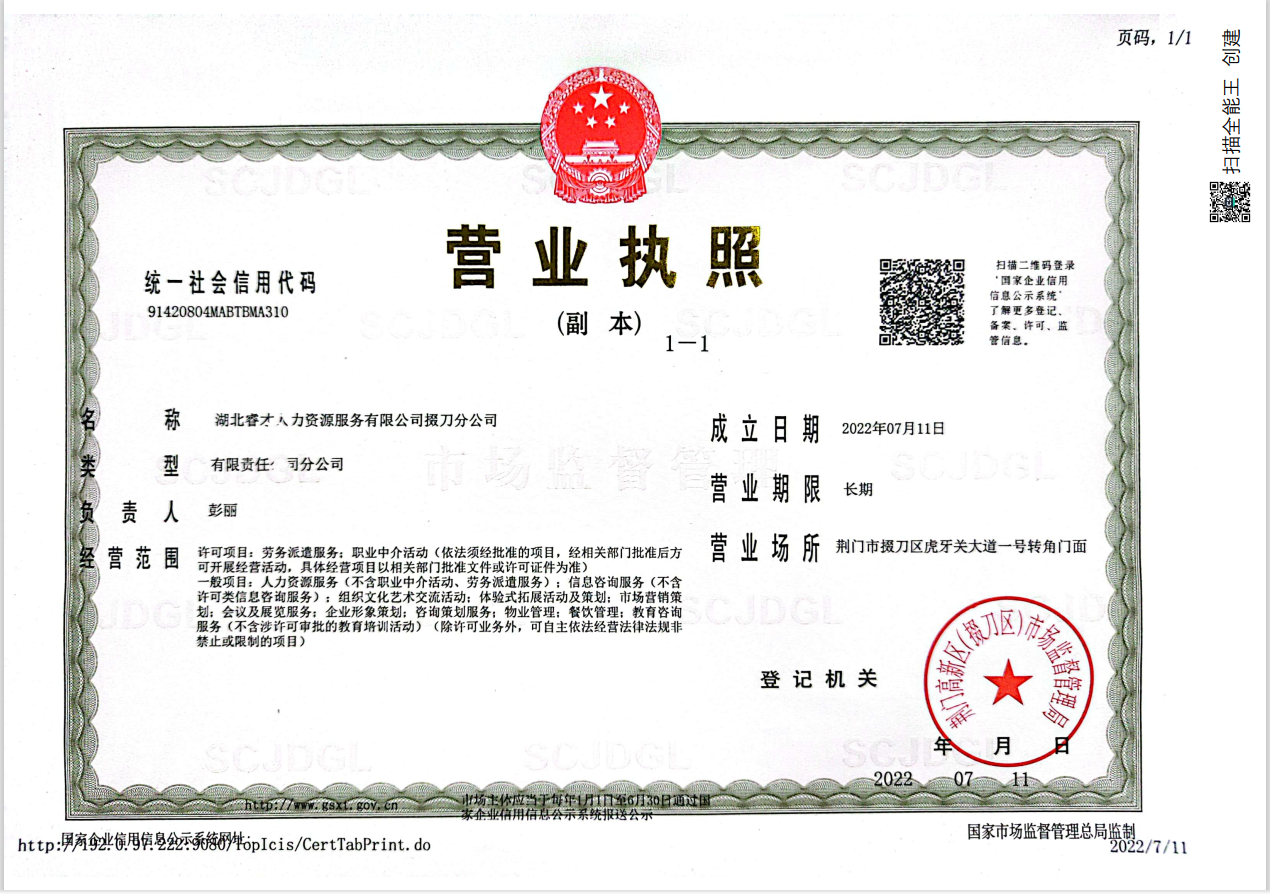 页码，1/1
扫描全能王 创建
营业执照
(副 本)
1—1
统一社会信用代码
91420804MABTBMA310
扫描二维码登录
‘国家企业信用
信息公示系统’
了解更多登记、
备案、许可、监
管信息。
名 称 湖北睿才人力资源服务有限公司掇刀分公司
类 型 有限责任 司分公司
负 责 人 彭丽
经 营 范 围 许可项目：劳务派遣服务；职业中介活动（依法须经批准的项目，经相关部门批准后方
可开展经营活动，具体经营项目以相关部门批准文件或许可证件为准）
一般项目：人力资源服务（不含职业中介活动、劳务派遣服务）；信息咨询服务（不含
许可类信息咨询服务）；组织文化艺术交流活动；体验式拓展活动及策划；市场营销策
划；会议及展览服务；企业形象策划；咨询策划服务；物业管理；餐饮管理；教育咨询
服务（不含涉许可审批的教育培训活动）（除许可业务外，可自主依法经营法律法规非
禁止或限制的项目）
成 立 日 期 2022年07月11日
营 业 期 限 长期
营 业 场 所 荆门市掇刀区虎牙关大道一号转角门面
登 记 机 关
荆门高新区(掇刀区)市场监督管理局
年 月 日
2022 07 11
SCJDGL
市场监督管理
http://www.gsxt.gov.cn
市场主体应当于每年1月1日至6月30日通过国
家企业信用信息公示系统报送公示
国家企业信用信息公示系统网址：
http://192.0.97.222:9080/TopIcis/CertTabPrint.do
国家市场监督管理总局监制
2022/7/11